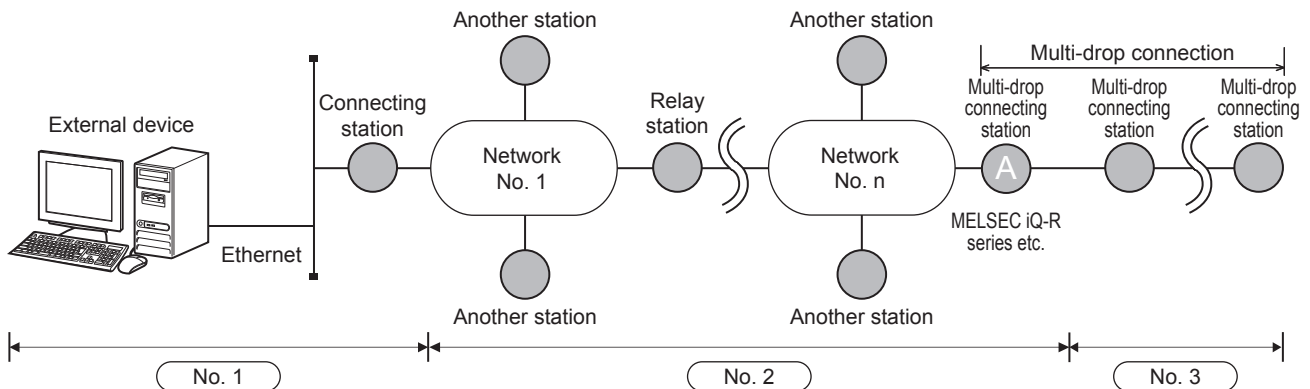 Another station
Another station
Multi-drop connection
Multi-drop
connecting
station
Multi-drop
connecting
station
Multi-drop
connecting
station
Connecting
station
Relay
station
External device
Network
No. 1
Network
No. n
A
MELSEC iQ-R
series etc.
Ethernet
Another station
Another station
No. 1
No. 2
No. 3